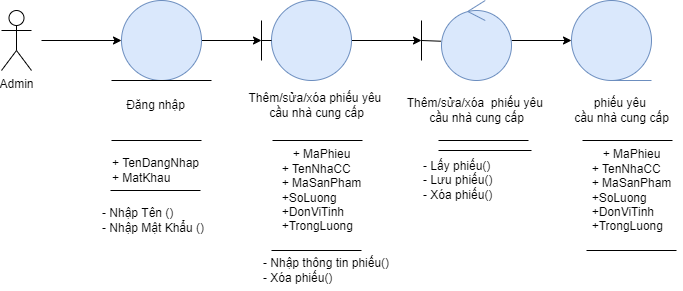 Admin
Đăng nhập
+ TenDangNhap
+ MatKhau
- Nhập Tên ()
- Nhập Mật Khẩu ()
Thêm/sửa/xóa phiếu yêu
cầu nhà cung cấp
+ MaPhieu
+ TenNhaCC
+ MaSanPham
+SoLuong
+DonViTinh
+TrongLuong
- Nhập thông tin phiếu()
- Xóa phiếu()
Thêm/sửa/xóa phiếu yêu
cầu nhà cung cấp
- Lấy phiếu()
- Lưu phiếu()
- Xóa phiếu()
phiếu yêu
cầu nhà cung cấp
+ MaPhieu
+ TenNhaCC
+ MaSanPham
+SoLuong
+DonViTinh
+TrongLuong